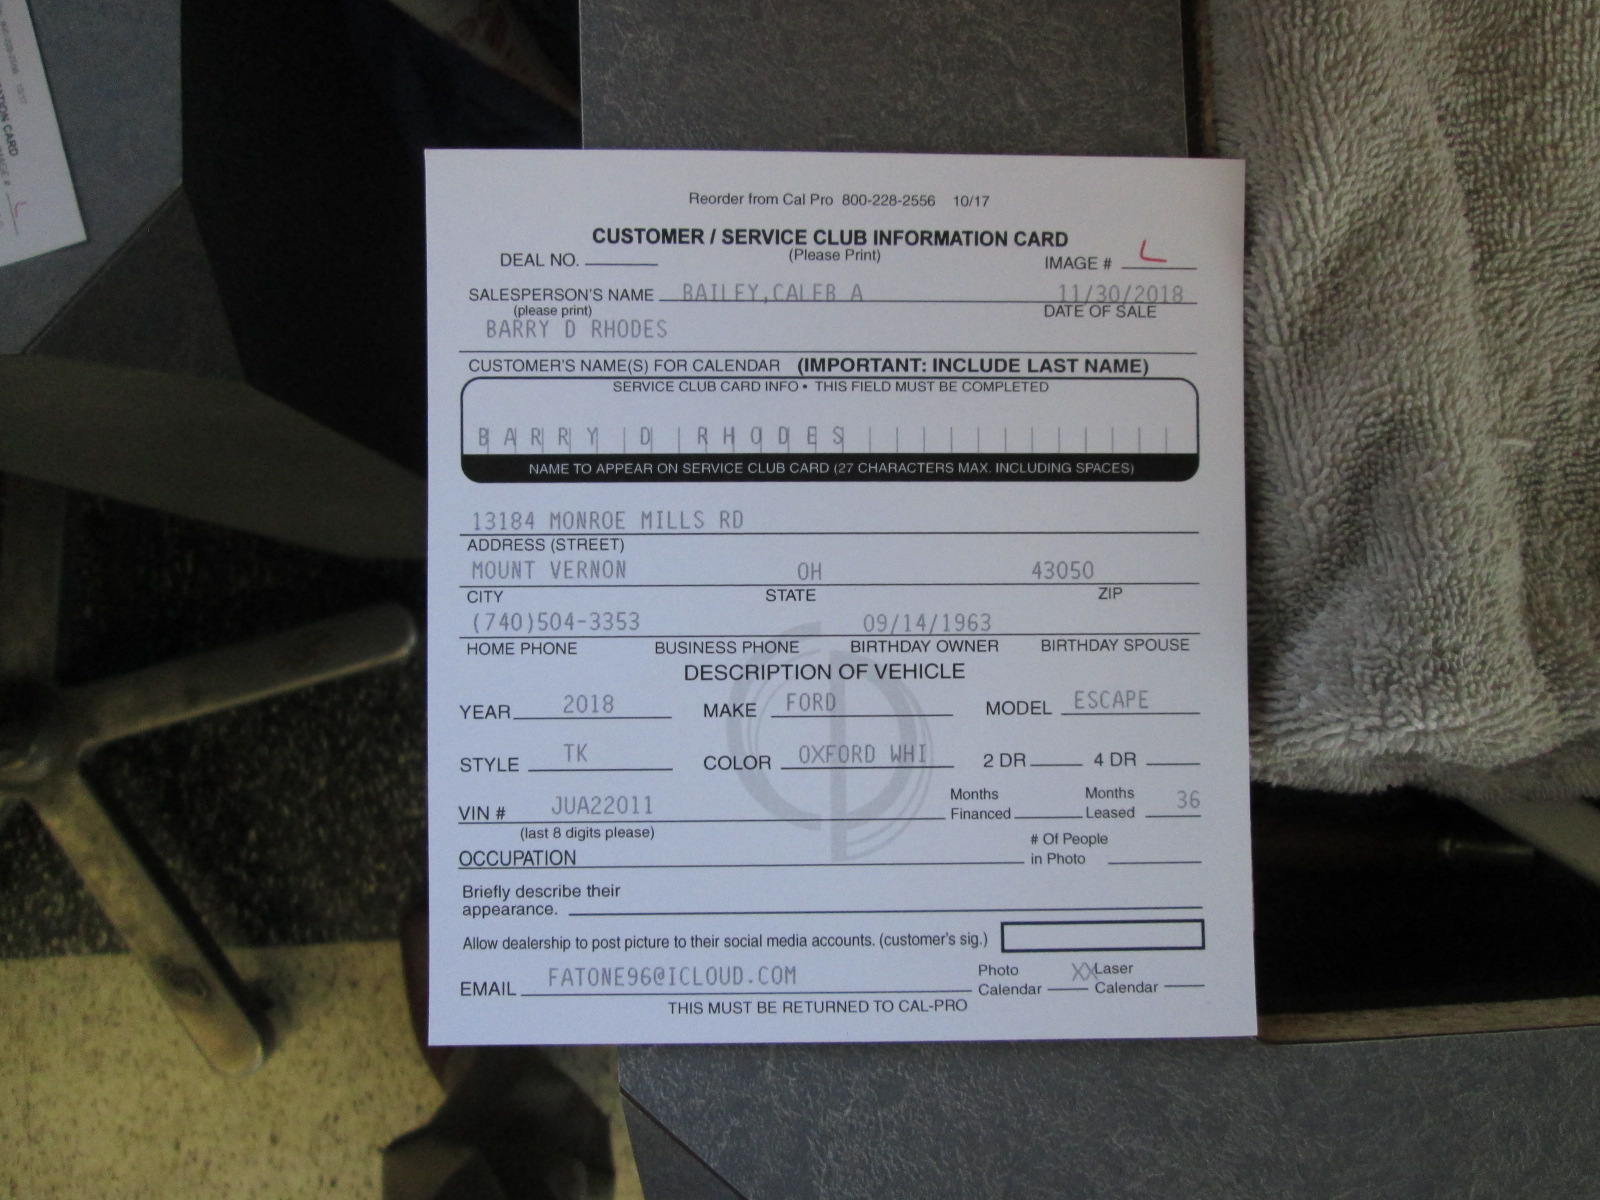 Reorder from Cal Pro 800-228-2556 10/17
CUSTOMER / SERVICE CLUB INFORMATION CARD
(Please Print)
DEAL NO. IMAGE # L
SALESPERSON'S NAME BAILEY,CALEB A 11/30/2018
(please print) DATE OF SALE
BARRY D RHODES
CUSTOMER'S NAME(S) FOR CALENDAR (IMPORTANT: INCLUDE LAST NAME)
SERVICE CLUB CARD INFO • THIS FIELD MUST BE COMPLETED
BARRY D RHODES
NAME TO APPEAR ON SERVICE CLUB CARD (27 CHARACTERS MAX. INCLUDING SPACES)
13184 MONROE MILLS RD
ADDRESS (STREET)
MOUNT VERNON OH 43050
CITY STATE ZIP
(740)504-3353 09/14/1963
HOME PHONE BUSINESS PHONE BIRTHDAY OWNER BIRTHDAY SPOUSE
DESCRIPTION OF VEHICLE
YEAR 2018 MAKE FORD MODEL ESCAPE
STYLE TK COLOR OXFORD WHI 2 DR 4 DR
VIN # JUA22011 Months Financed Months Leased 36
(last 8 digits please)
OCCUPATION # Of People in Photo
Briefly describe their
appearance.
Allow dealership to post picture to their social media accounts. (customer's sig.)
EMAIL FATONE96@ICLOUD.COM Photo Calendar XX Laser Calendar
THIS MUST BE RETURNED TO CAL-PRO